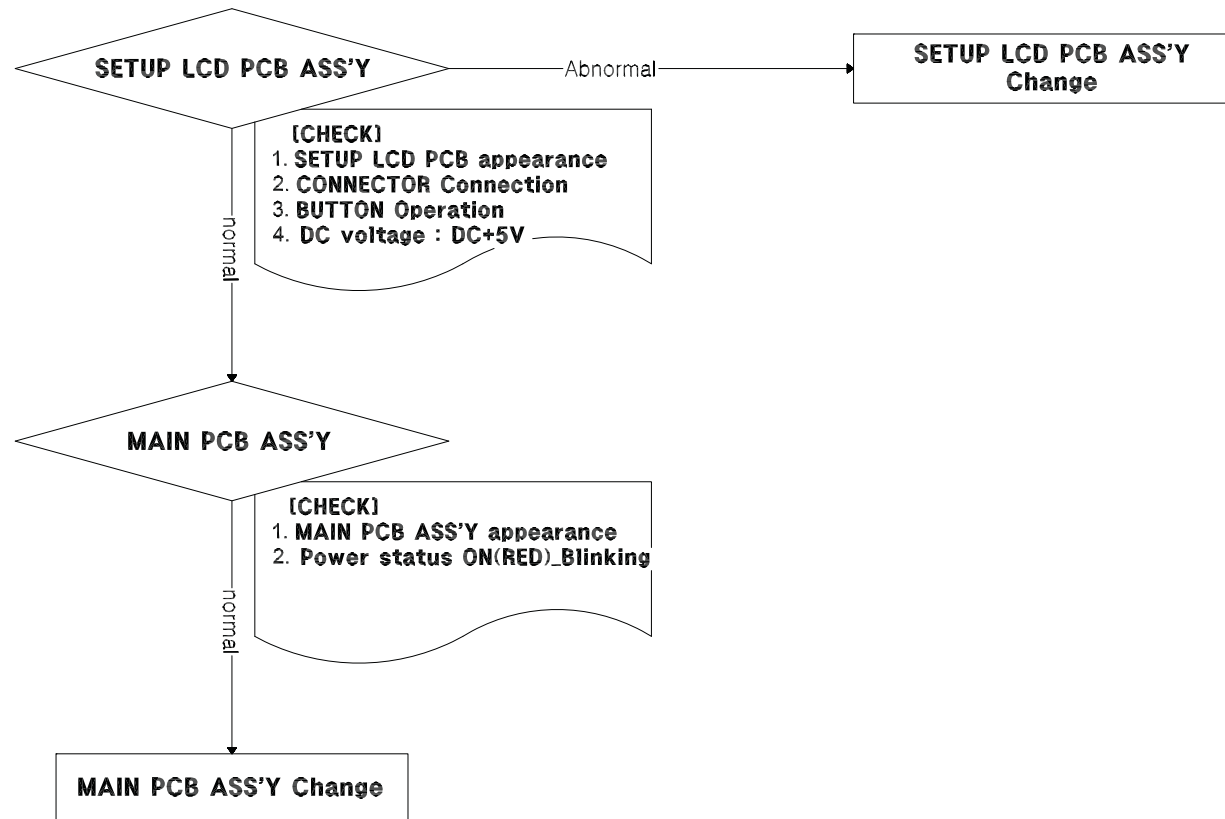 SETUP LCD PCB ASS'Y
Abnormal
SETUP LCD PCB ASS'Y
Change
[CHECK]
1. SETUP LCD PCB appearance
2. CONNECTOR Connection
3. BUTTON Operation
4. DC voltage : DC+5V
normal
MAIN PCB ASS'Y
[CHECK]
1. MAIN PCB ASS'Y appearance
2. Power status ON(RED)_Blinking
normal
MAIN PCB ASS'Y Change